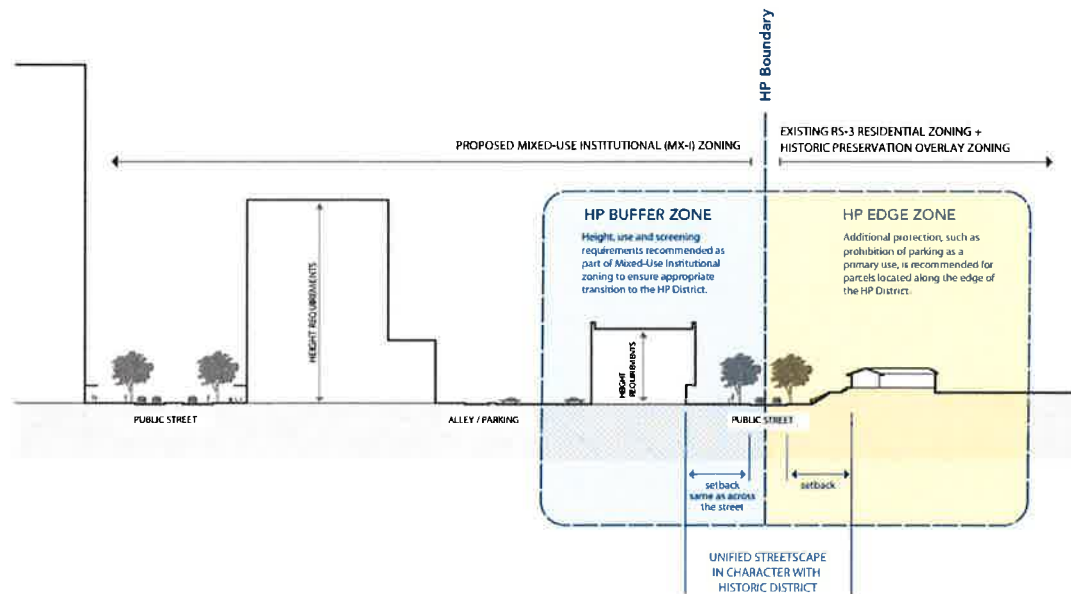 HP Boundary
PROPOSED MIXED-USE INSTITUTIONAL (MX-I) ZONING
EXISTING RS-3 RESIDENTIAL ZONING +
HISTORIC PRESERVATION OVERLAY ZONING
HP BUFFER ZONE
Height, use and screening
requirements recommended as
part of Mixed-Use Institutional
zoning to ensure appropriate
transition to the HP District.
HP EDGE ZONE
Additional protection, such as
prohibition of parking as a
primary use, is recommended for
parcels located along the edge of
the HP District.
HEIGHT REQUIREMENTS
HEIGHT
REQUIREMENTS
PUBLIC STREET
ALLEY / PARKING
PUBLIC STREET
setback
same as across
the street
setback
UNIFIED STREETSCAPE
IN CHARACTER WITH
HISTORIC DISTRICT